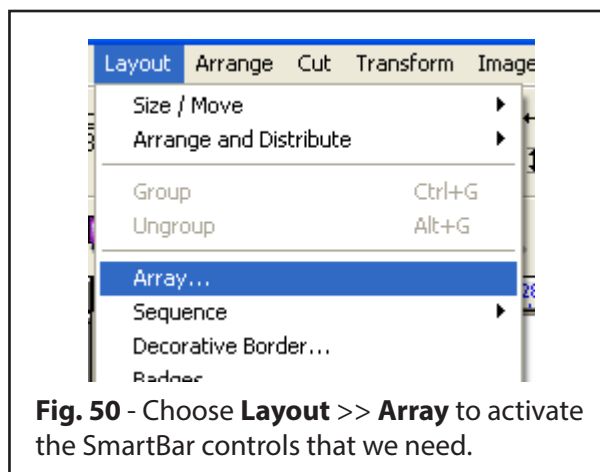 Layout Arrange Cut Transform Image
Size / Move
Arrange and Distribute
Group Ctrl+G
Ungroup Alt+G
Array...
Sequence
Decorative Border...
Badges
Fig. 50 - Choose Layout >> Array to activate
the SmartBar controls that we need.